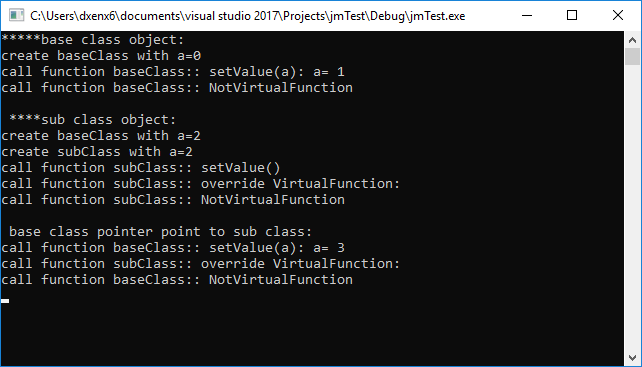 C:\Users\dxenx6\documents\visual studio 2017\Projects\jmTest\Debug\jmTest.exe
*****base class object:
create baseClass with a=0
call function baseClass:: setValue(a): a= 1
call function baseClass:: NotVirtualFunction
****sub class object:
create baseClass with a=2
create subClass with a=2
call function subClass:: setValue()
call function subClass:: override VirtualFunction:
call function subClass:: NotVirtualFunction
base class pointer point to sub class:
call function baseClass:: setValue(a): a= 3
call function subClass:: override VirtualFunction:
call function baseClass:: NotVirtualFunction